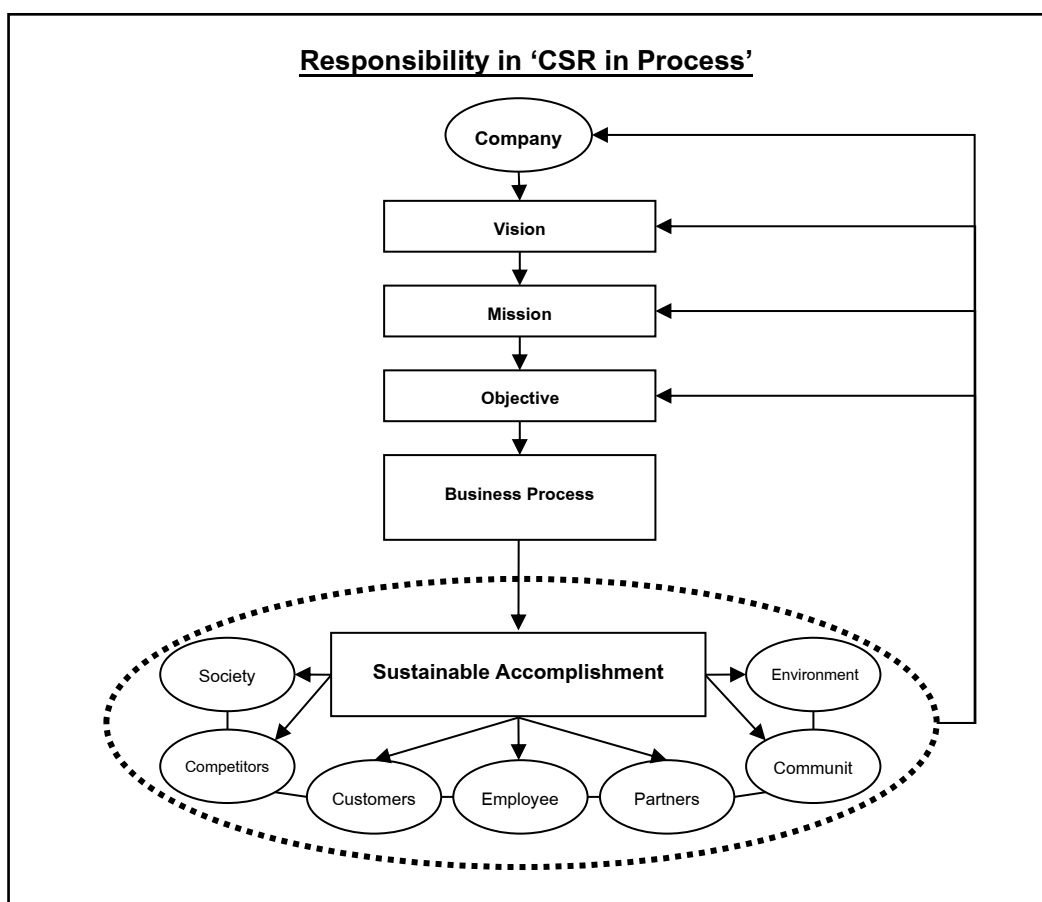 Responsibility in ‘CSR in Process’
Company
Vision
Mission
Objective
Business Process
Sustainable Accomplishment
Society
Environment
Competitors
Communit
Customers
Employee
Partners